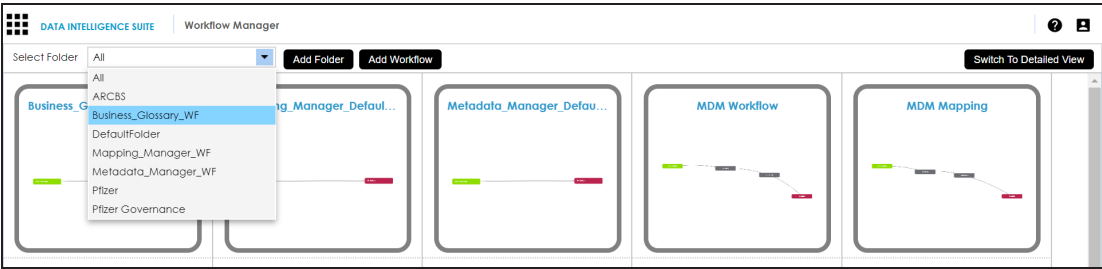 DATA INTELLIGENCE SUITE Workflow Manager
Select Folder All Add Folder Add Workflow Switch To Detailed View
All
ARCBS
Business_Glossary_WF
DefaultFolder
Mapping_Manager_WF
Metadata_Manager_WF
Pfizer
Pfizer Governance
Business_G
ng_Manager_Defaul...
Metadata_Manager_Defau...
MDM Workflow
MDM Mapping